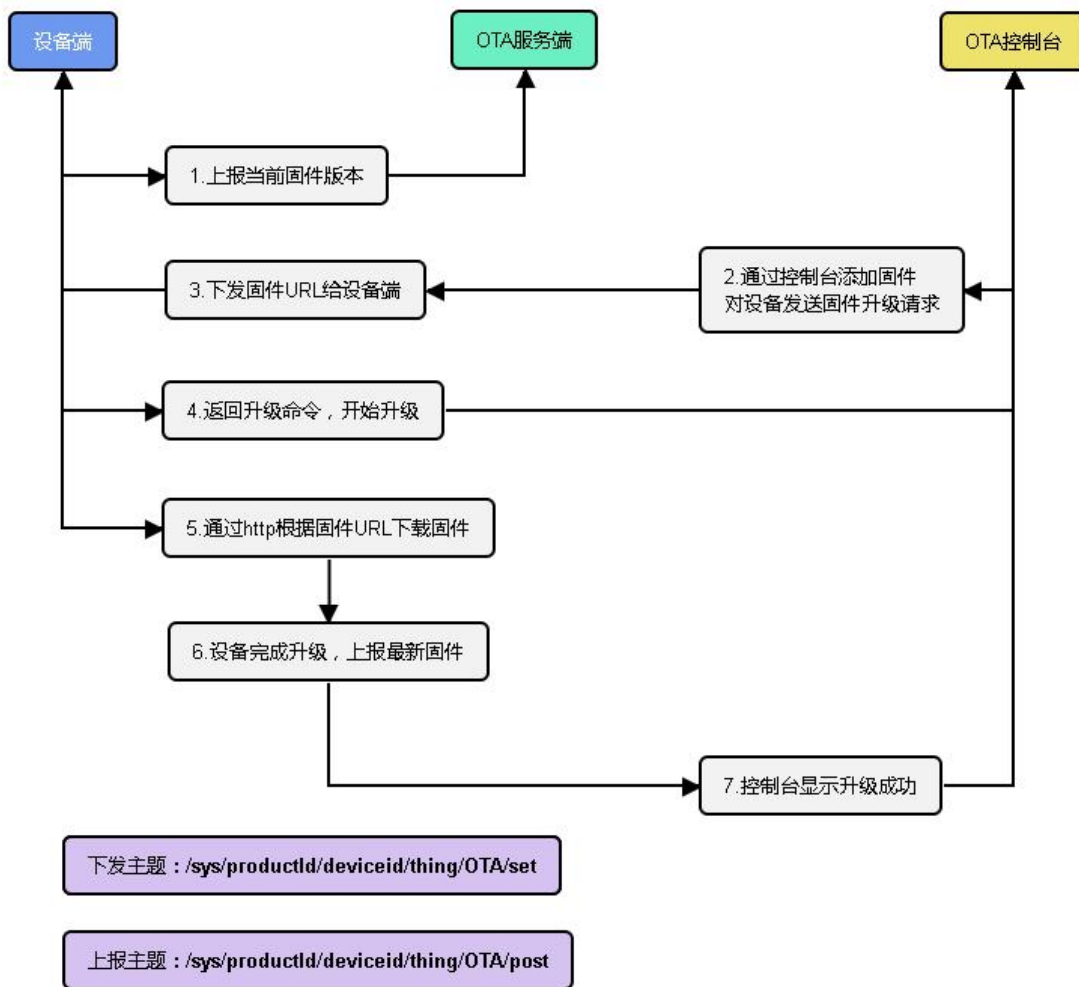 设备端
OTA服务端
OTA控制台
1.上报当前固件版本
2.通过控制台添加固件
对设备发送固件升级请求
3.下发固件URL给设备端
4.返回升级命令，开始升级
5.通过http根据固件URL下载固件
6.设备完成升级，上报最新固件
7.控制台显示升级成功
下发主题：/sys/productId/deviceid/thing/OTA/set
上报主题：/sys/productId/deviceid/thing/OTA/post